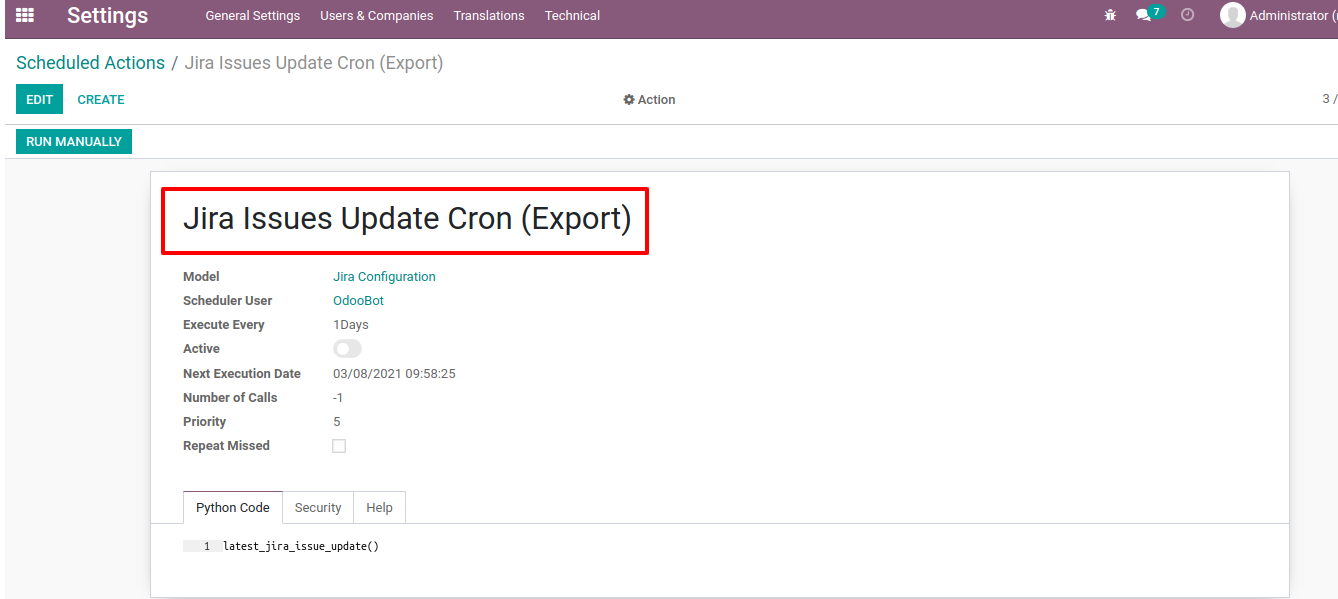 Settings General Settings Users & Companies Translations Technical 7 Administrator (
Scheduled Actions / Jira Issues Update Cron (Export)
EDIT CREATE Action 3 /
RUN MANUALLY
Jira Issues Update Cron (Export)
Model Jira Configuration
Scheduler User OdooBot
Execute Every 1Days
Active
Next Execution Date 03/08/2021 09:58:25
Number of Calls -1
Priority 5
Repeat Missed
Python Code Security Help
1 latest_jira_issue_update()